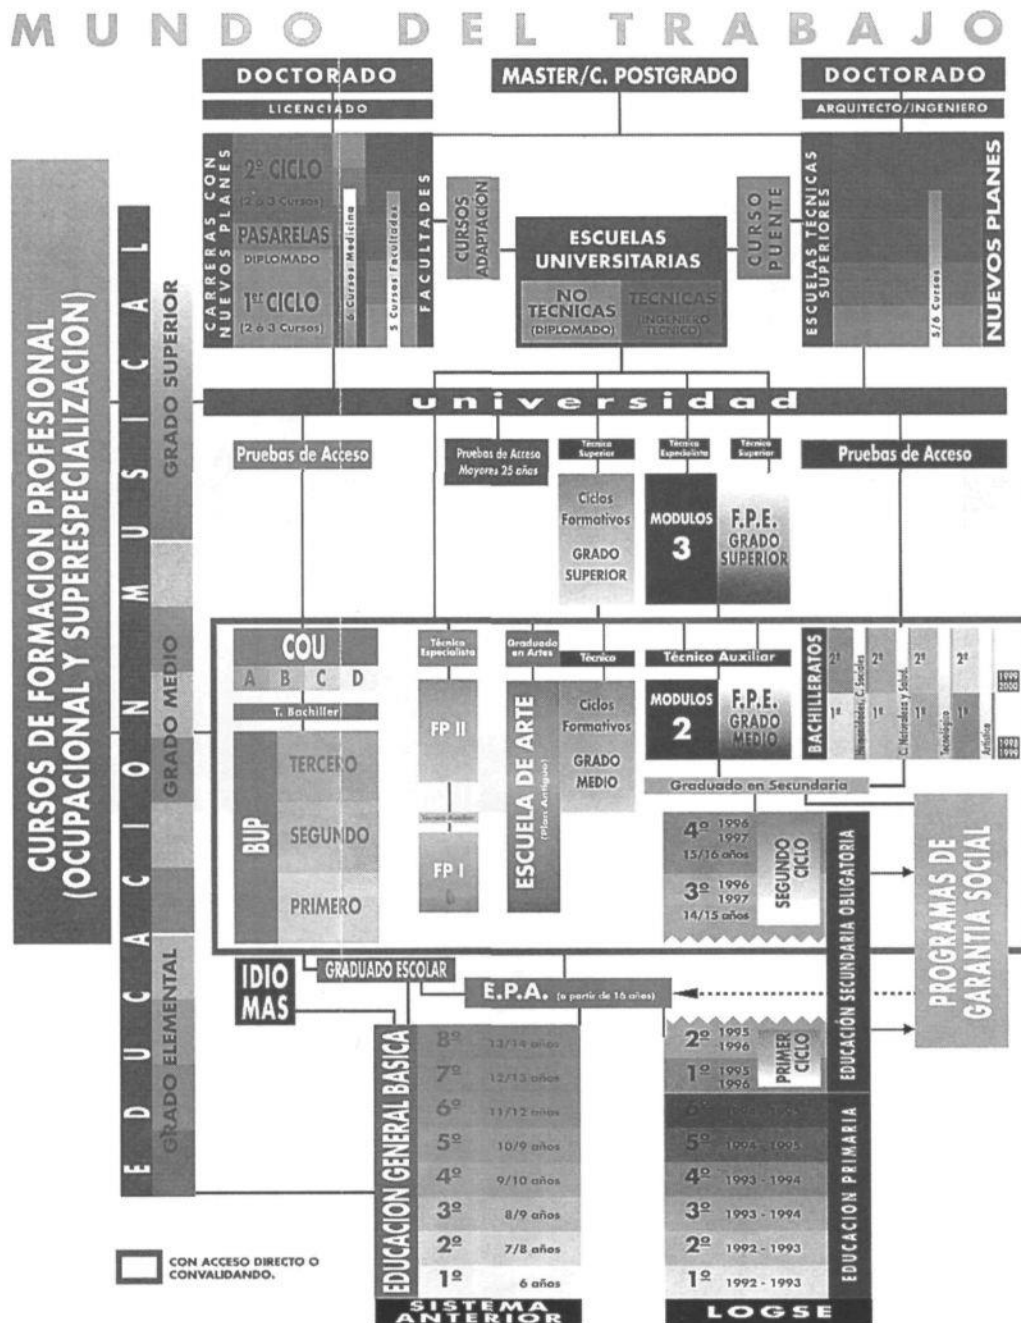 MUNDO DEL TRABAJO
DOCTORADO
LICENCIADO
MASTER/C. POSTGRADO
DOCTORADO
ARQUITECTO/INGENIERO
CARRERAS CON
NUEVOS PLANES
2º CICLO
(2 ó 3 Cursos)
PASARELAS
DIPLOMADO
1er CICLO
(2 ó 3 Cursos)
6 Cursos Medicina
5 Cursos Facultades
FACULTADES
CURSOS
ADAPTACION
ESCUELAS
UNIVERSITARIAS
NO
TECNICAS
(DIPLOMADO)
TECNICAS
(INGENIERO
TECNICO)
CURSO
PUENTE
ESCUELAS TECNICAS
SUPERIORES
5/6 Cursos
NUEVOS PLANES
CURSOS DE FORMACION PROFESIONAL
(OCUPACIONAL Y SUPERESPECIALIZACION)
EDUCACION MUSICAL
GRADO SUPERIOR
GRADO MEDIO
GRADO ELEMENTAL
universidad
Pruebas de Acceso
Pruebas de Acceso
Mayores 25 años
Técnico
Superior
Técnico
Especialista
Técnico
Superior
Pruebas de Acceso
Ciclos
Formativos
GRADO
SUPERIOR
MODULOS
3
F.P.E.
GRADO
SUPERIOR
COU
A B C D
T. Bachiller
BUP
TERCERO
SEGUNDO
PRIMERO
Técnico
Especialista
FP II
Técnico Auxiliar
FP I
Graduado
en Artes
ESCUELA DE ARTE
(Plan Antiguo)
Técnico
Ciclos
Formativos
GRADO
MEDIO
Técnico Auxiliar
MODULOS
2
F.P.E.
GRADO
MEDIO
BACHILLERATOS
2º
1º
Humanidades, C. Sociales
2º
1º
C. Naturaleza y Salud.
2º
1º
Tecnológico
2º
1º
Artístico
1999
2000
1998
1999
Graduado en Secundaria
4º 1996
1997
15/16 años
3º 1996
1997
14/15 años
SEGUNDO
CICLO
EDUCACIÓN SECUNDARIA OBLIGATORIA
PROGRAMAS DE
GARANTIA SOCIAL
IDIO
MAS
GRADUADO ESCOLAR
E.P.A. (a partir de 16 años)
EDUCACION GENERAL BASICA
8º 13/14 años
7º 12/13 años
6º 11/12 años
5º 10/9 años
4º 9/10 años
3º 8/9 años
2º 7/8 años
1º 6 años
SISTEMA
ANTERIOR
2º 1995
1996
1º 1995
1996
PRIMER
CICLO
6º
5º 1994 - 1995
4º 1993 - 1994
3º 1993 - 1994
2º 1992 - 1993
1º 1992 - 1993
EDUCACIÓN PRIMARIA
LOGSE
CON ACCESO DIRECTO O
CONVALIDANDO.